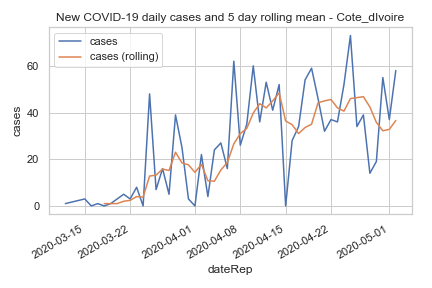 New COVID-19 daily cases and 5 day rolling mean - Cote_dIvoire
cases
cases (rolling)
cases
60
40
20
0
2020-03-15
2020-03-22
2020-04-01
2020-04-08
2020-04-15
2020-04-22
2020-05-01
dateRep